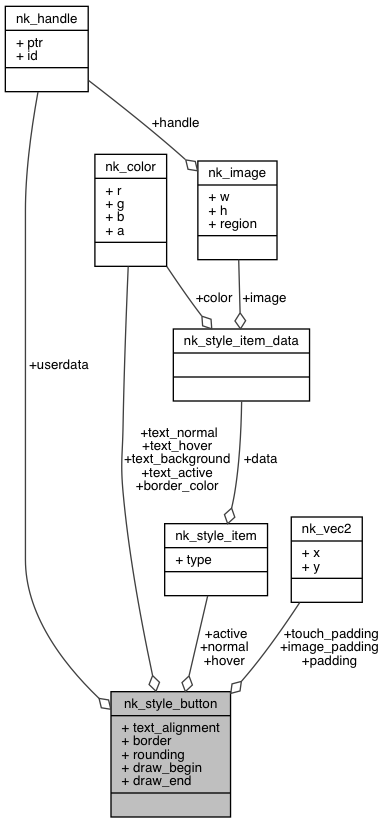 nk_handle
+ ptr
+ id
+handle
nk_color
+ r
+ g
+ b
+ a
nk_image
+ w
+ h
+ region
+color
+image
nk_style_item_data
+userdata
+text_normal
+text_hover
+text_background
+text_active
+border_color
+data
nk_style_item
+ type
nk_vec2
+ x
+ y
+active
+normal
+hover
+touch_padding
+image_padding
+padding
nk_style_button
+ text_alignment
+ border
+ rounding
+ draw_begin
+ draw_end